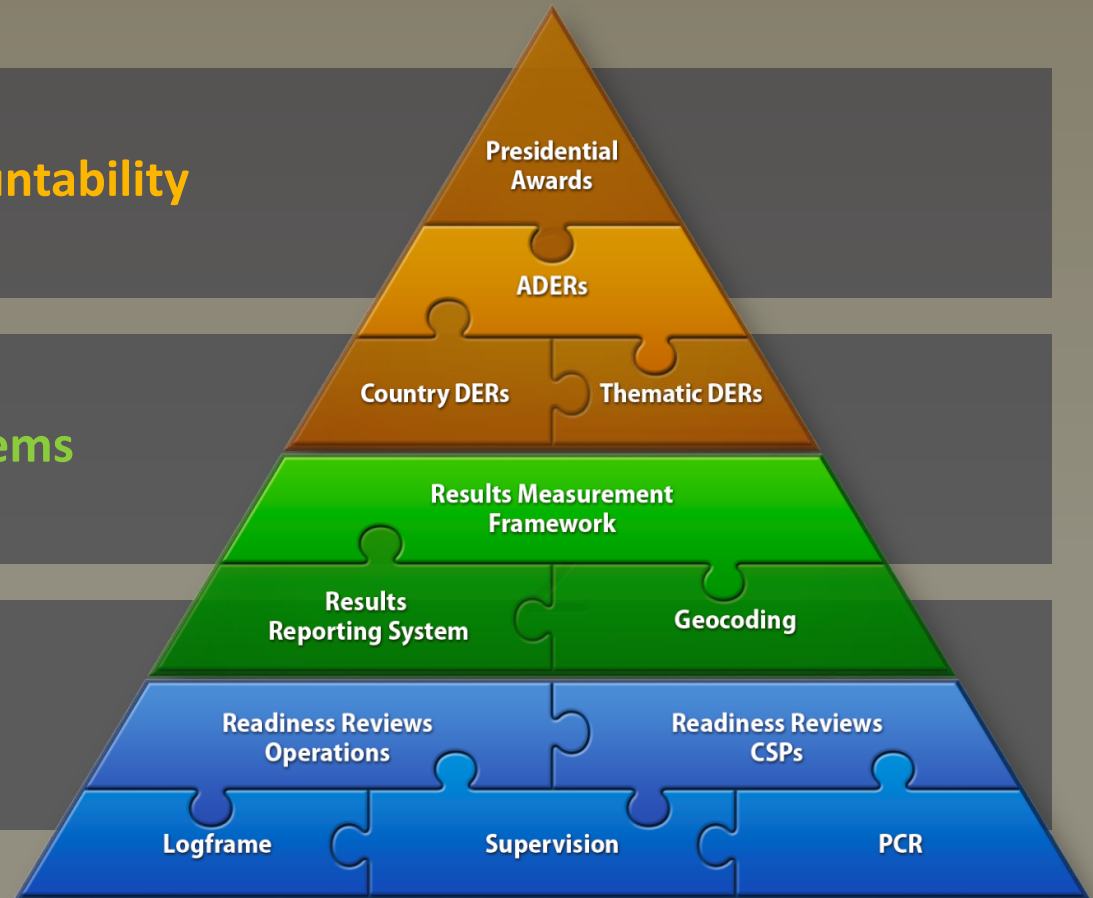 Presidential
Awards
untability
ADERs
Country DERs
Thematic DERs
ems
Results Measurement
Framework
Results
Reporting System
Geocoding
Readiness Reviews
Operations
Readiness Reviews
CSPs
Logframe
Supervision
PCR